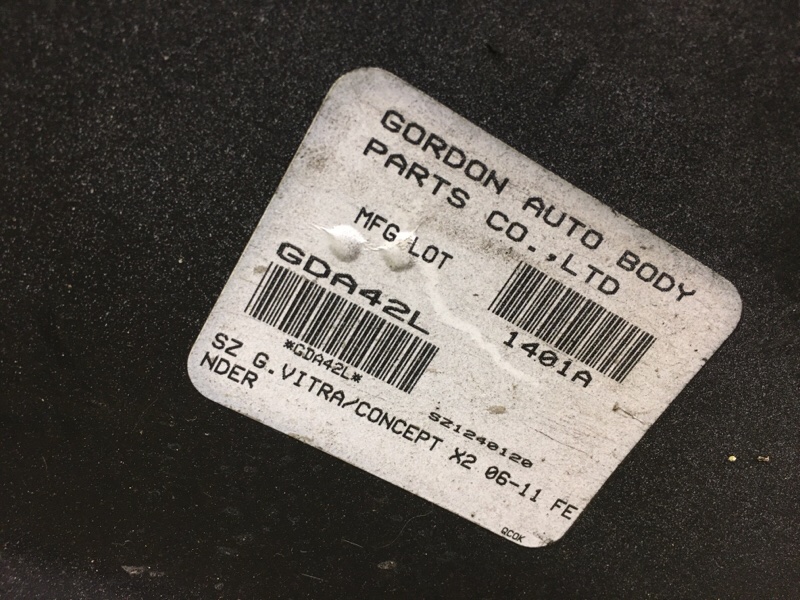 GORDON AUTO BODY
PARTS CO.,LTD
MFG LOT
GDA42L
1401A
*GDA42L*
SZ1240120
SZ G.VITRA/CONCEPT X2 06-11 FE
NDER
QCOK